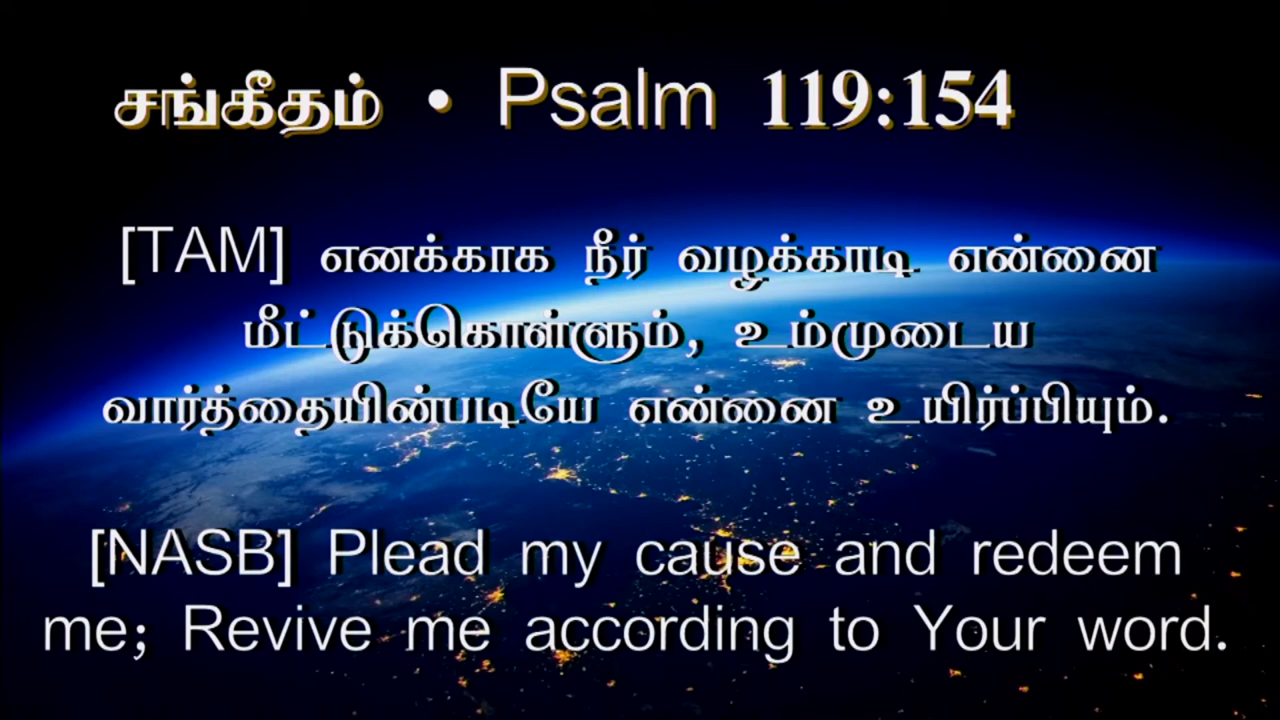 சங்கீதம் • Psalm 119:154
[TAM] எனக்காக நீர் வழக்காடி என்னை
மீட்டுக்கொள்ளும், உம்முடைய
வார்த்தையின்படியே என்னை உயிர்ப்பியும்.
[NASB] Plead my cause and redeem
me; Revive me according to Your word.